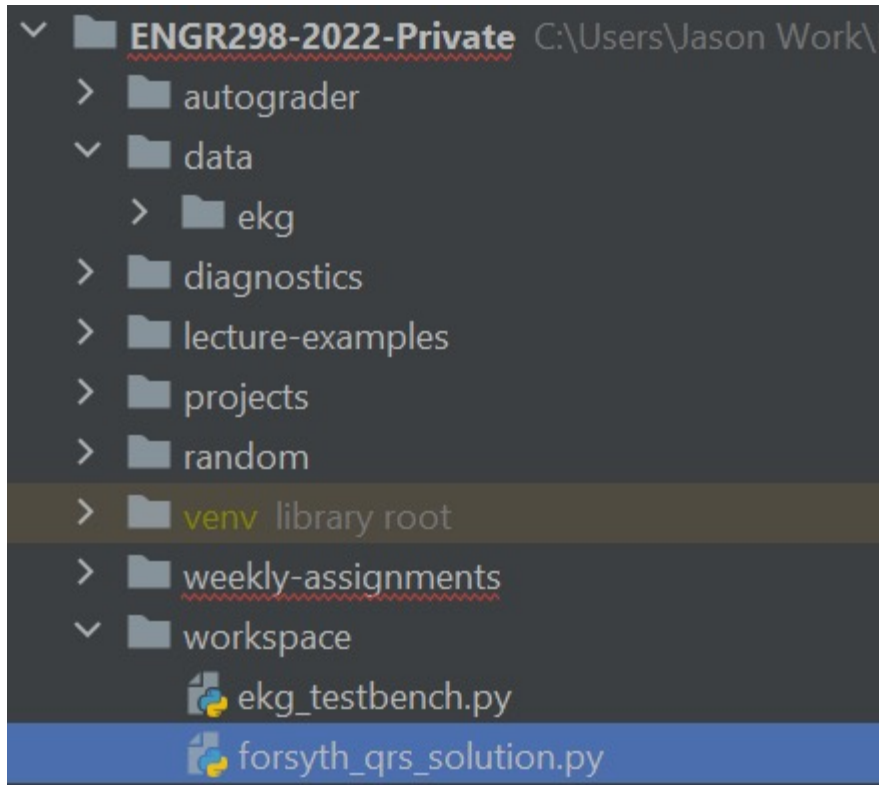 ENGR298-2022-Private C:\Users\Jason Work\
autograder
data
ekg
diagnostics
lecture-examples
projects
random
venv library root
weekly-assignments
workspace
ekg_testbench.py
forsyth_qrs_solution.py